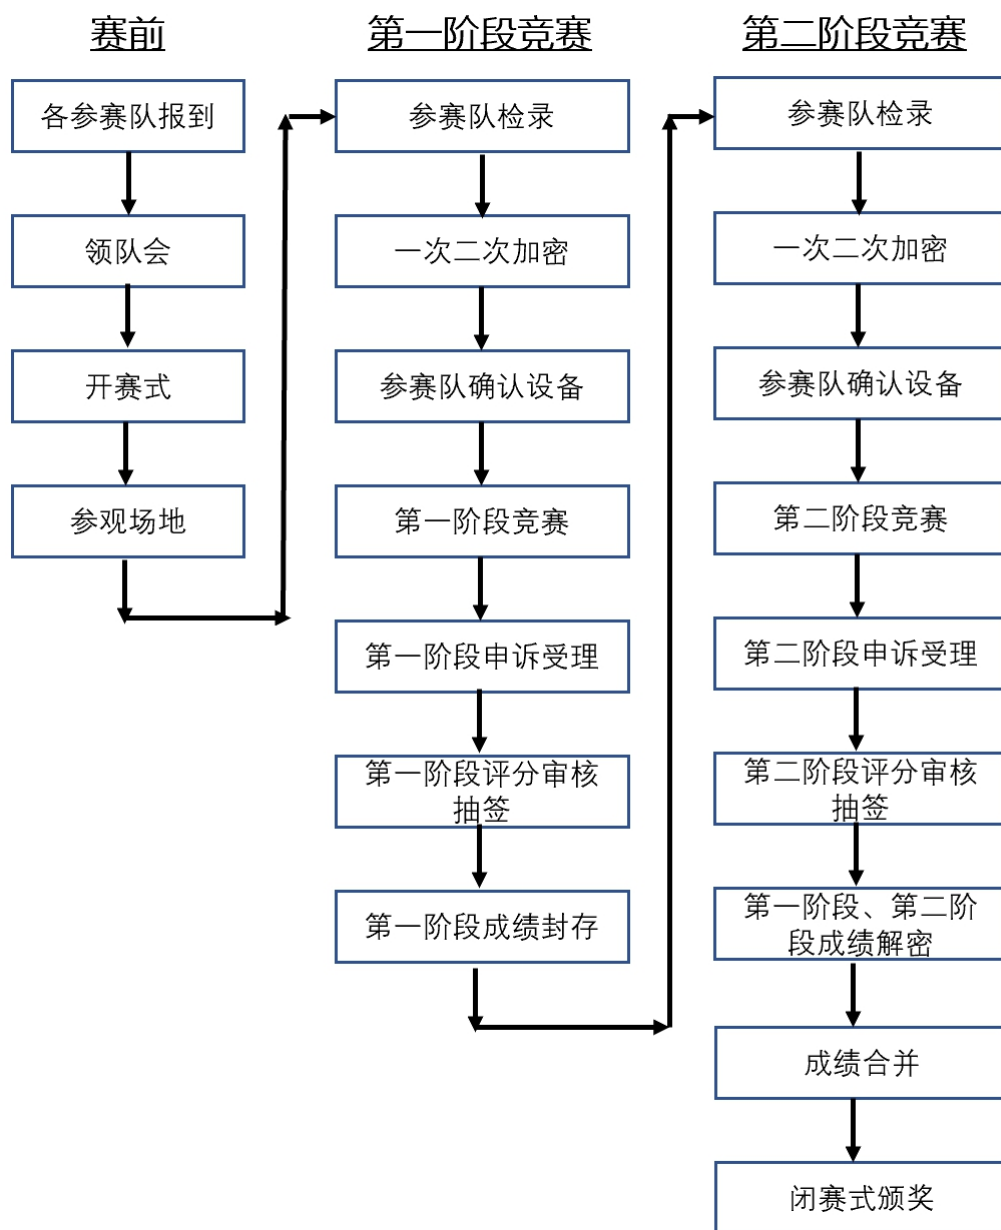 赛前
各参赛队报到
领队会
开赛式
参观场地
第一阶段竞赛
参赛队检录
一次二次加密
参赛队确认设备
第一阶段竞赛
第一阶段申诉受理
第一阶段评分审核
抽签
第一阶段成绩封存
第二阶段竞赛
参赛队检录
一次二次加密
参赛队确认设备
第二阶段竞赛
第二阶段申诉受理
第二阶段评分审核
抽签
第一阶段、第二阶
段成绩解密
成绩合并
闭赛式颁奖